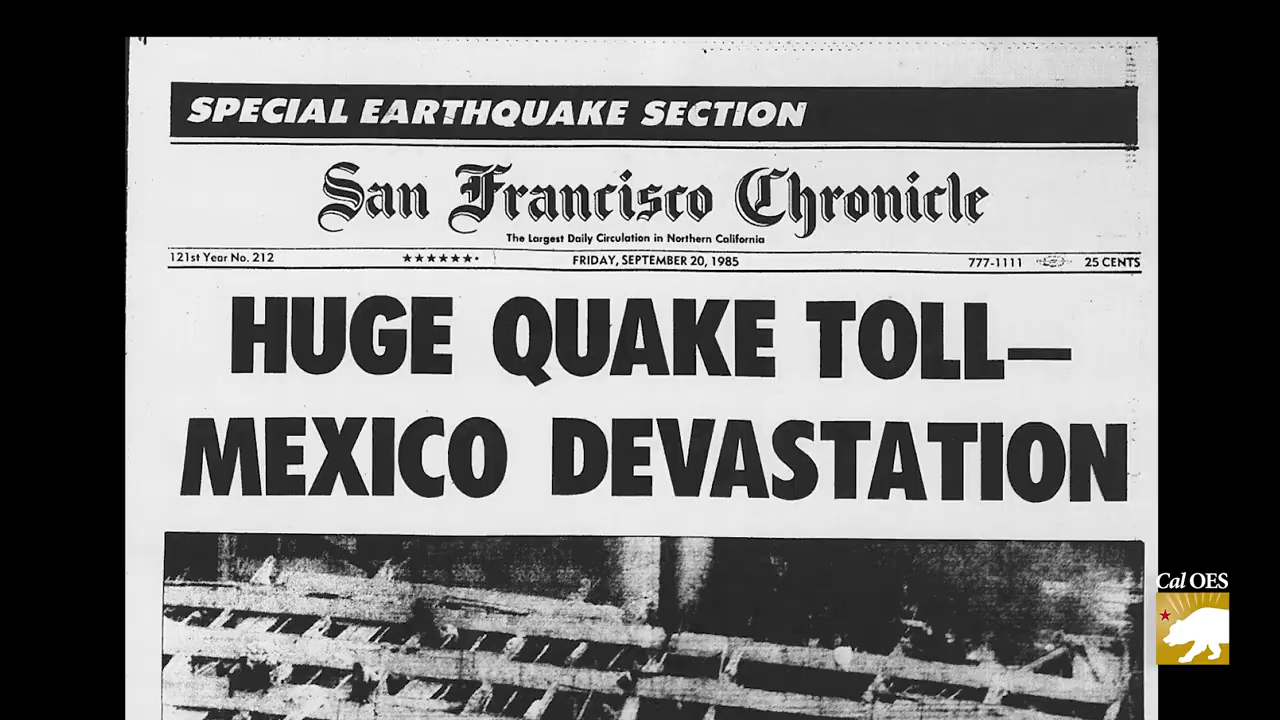 SPECIAL EARTHQUAKE SECTION
San Francisco Chronicle
The Largest Daily Circulation in Northern California
121st Year No. 212 ★★★★★★• FRIDAY, SEPTEMBER 20, 1985 777-1111 25 CENTS
HUGE QUAKE TOLL—
MEXICO DEVASTATION
Cal OES